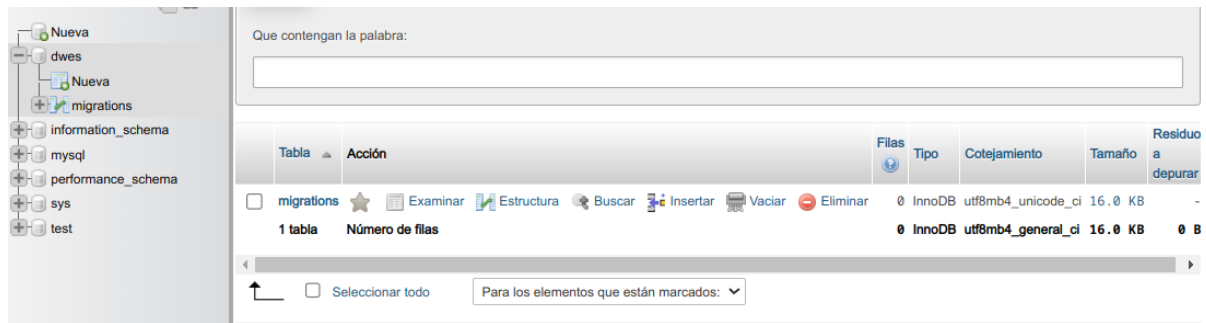 Nueva
dwes
Nueva
migrations
information_schema
mysql
performance_schema
sys
test
Que contengan la palabra:
Tabla Acción Filas Tipo Cotejamiento Tamaño Residuo a depurar
migrations Examinar Estructura Buscar Insertar Vaciar Eliminar 0 InnoDB utf8mb4_unicode_ci 16.0 KB -
1 tabla Número de filas 0 InnoDB utf8mb4_general_ci 16.0 KB 0 B
Seleccionar todo Para los elementos que están marcados: